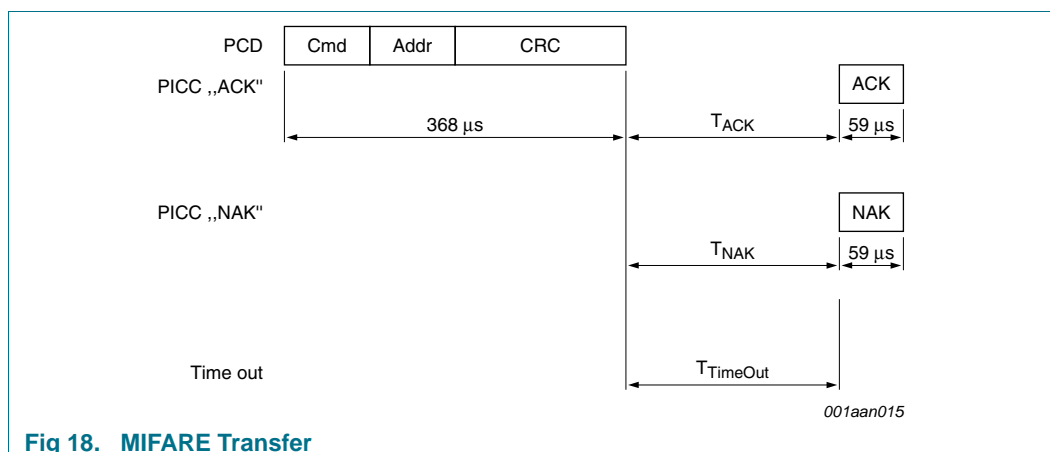 PCD Cmd Addr CRC
PICC ,,ACK" ACK
368 µs TACK 59 µs
PICC ,,NAK" NAK
TNAK 59 µs
Time out TTimeOut
001aan015
Fig 18. MIFARE Transfer